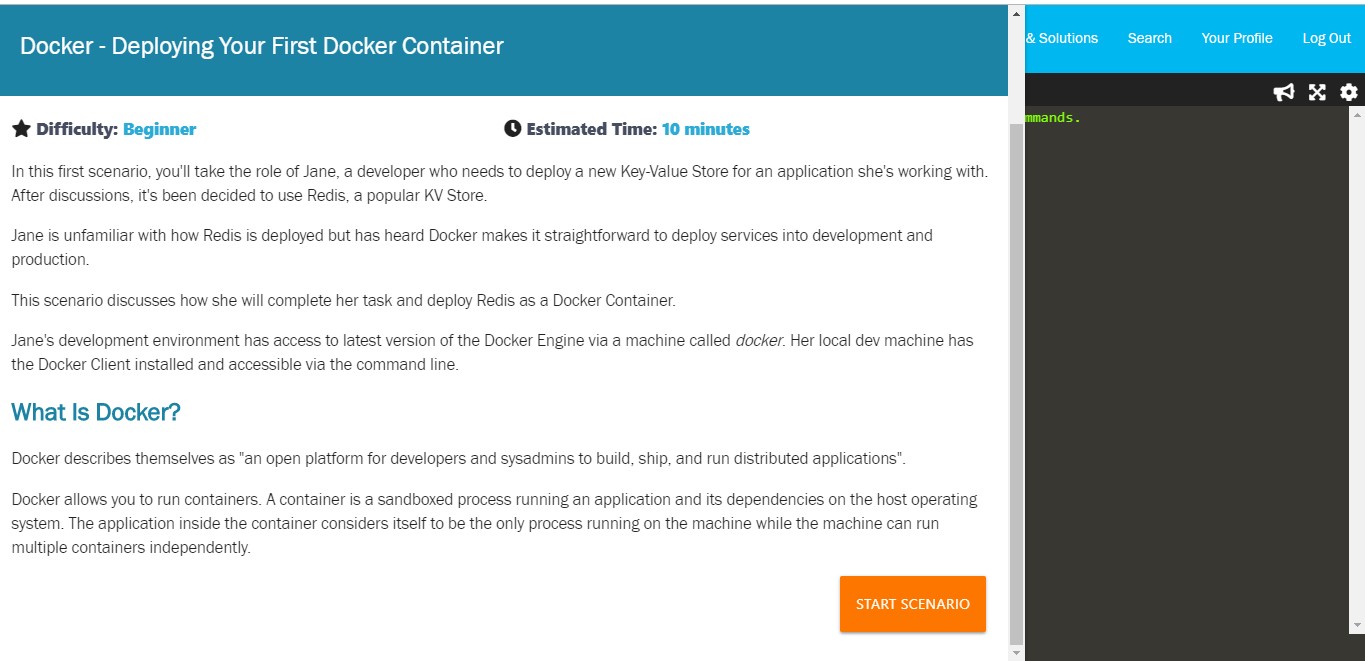 Docker - Deploying Your First Docker Container
& Solutions Search Your Profile Log Out
Difficulty: Beginner Estimated Time: 10 minutes
In this first scenario, you'll take the role of Jane, a developer who needs to deploy a new Key-Value Store for an application she's working with.
After discussions, it's been decided to use Redis, a popular KV Store.
Jane is unfamiliar with how Redis is deployed but has heard Docker makes it straightforward to deploy services into development and
production.
This scenario discusses how she will complete her task and deploy Redis as a Docker Container.
Jane's development environment has access to latest version of the Docker Engine via a machine called docker. Her local dev machine has
the Docker Client installed and accessible via the command line.
What Is Docker?
Docker describes themselves as "an open platform for developers and sysadmins to build, ship, and run distributed applications".
Docker allows you to run containers. A container is a sandboxed process running an application and its dependencies on the host operating
system. The application inside the container considers itself to be the only process running on the machine while the machine can run
multiple containers independently.
START SCENARIO
mmands.